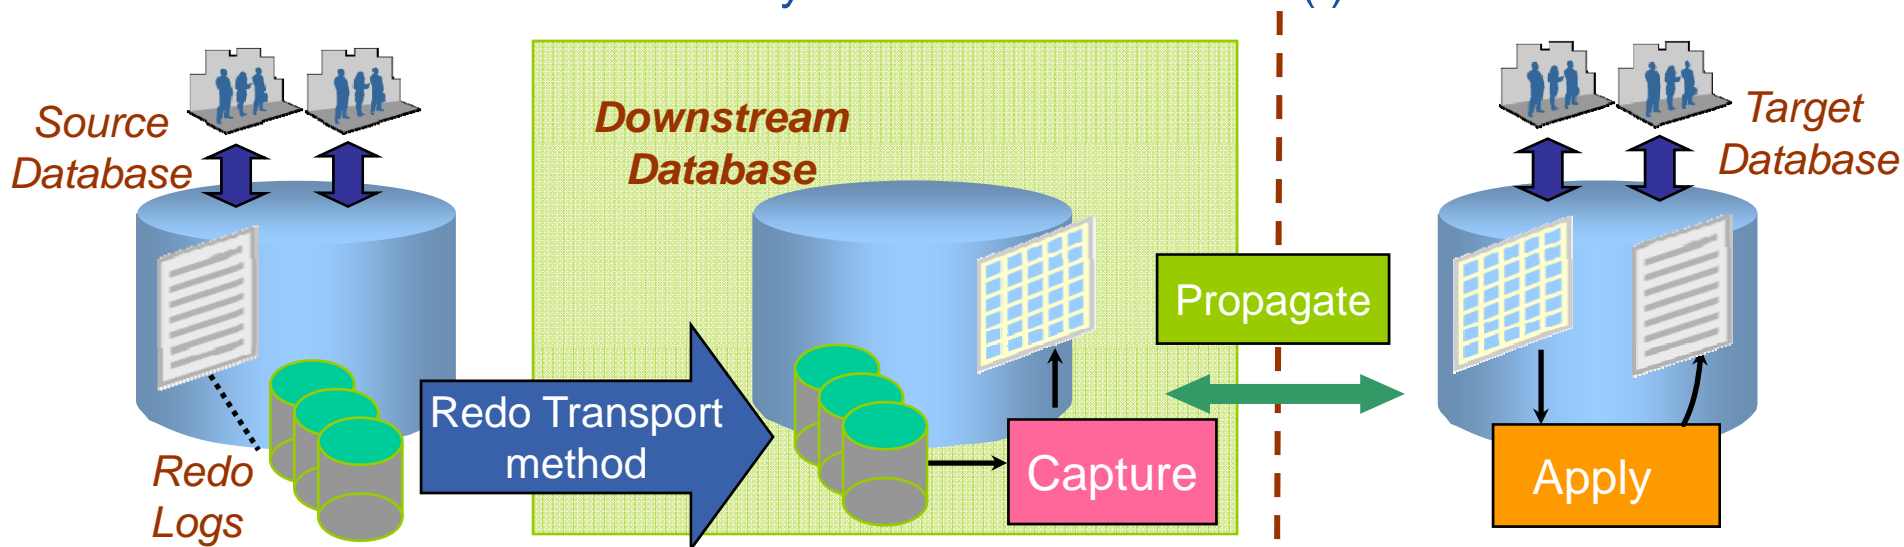 Source
Database
Downstream
Database
Target
Database
Propagate
Redo Transport
method
Capture
Apply
Redo
Logs